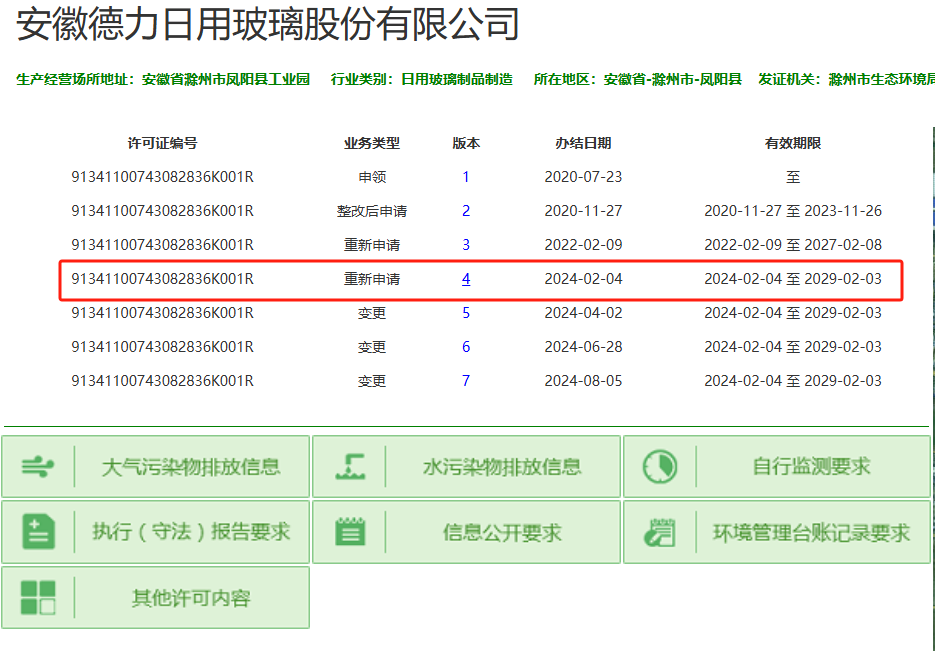 安徽德力日用玻璃股份有限公司
生产经营场所地址：安徽省滁州市凤阳县工业园 行业类别：日用玻璃制品制造 所在地区：安徽省-滁州市-凤阳县 发证机关：滁州市生态环境局
许可证编号 业务类型 版本 办结日期 有效期限
91341100743082836K001R 申领 1 2020-07-23 至
91341100743082836K001R 整改后申请 2 2020-11-27 2020-11-27 至 2023-11-26
91341100743082836K001R 重新申请 3 2022-02-09 2022-02-09 至 2027-02-08
91341100743082836K001R 重新申请 4 2024-02-04 2024-02-04 至 2029-02-03
91341100743082836K001R 变更 5 2024-04-02 2024-02-04 至 2029-02-03
91341100743082836K001R 变更 6 2024-06-28 2024-02-04 至 2029-02-03
91341100743082836K001R 变更 7 2024-08-05 2024-02-04 至 2029-02-03
大气污染物排放信息 水污染物排放信息 自行监测要求
执行（守法）报告要求 信息公开要求 环境管理台账记录要求
其他许可内容